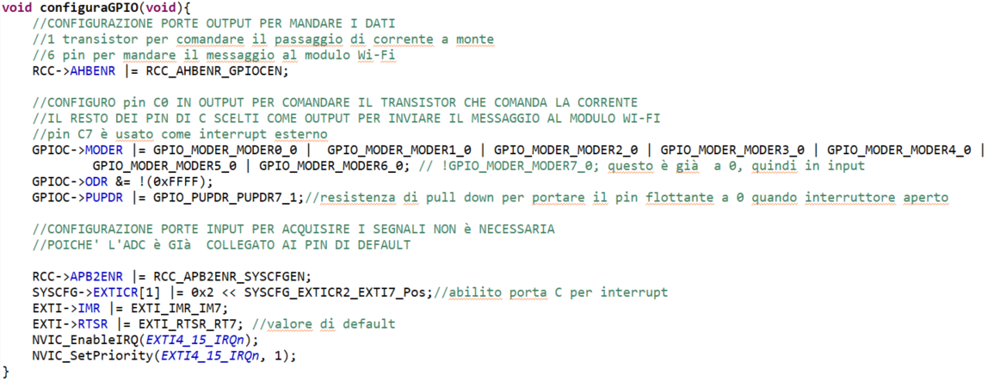 void configuraGPIO(void){
//CONFIGURAZIONE PORTE OUTPUT PER MANDARE I DATI
//1 transistor per comandare il passaggio di corrente a monte
//6 pin per mandare il messaggio al modulo Wi-Fi
RCC->AHBENR |= RCC_AHBENR_GPIOCEN;
//CONFIGURO pin C0 IN OUTPUT PER COMANDARE IL TRANSISTOR CHE COMANDA LA CORRENTE
//IL RESTO DEI PIN DI C SCELTI COME OUTPUT PER INVIARE IL MESSAGGIO AL MODULO WI-FI
//pin C7 è usato come interrupt esterno
GPIOC->MODER |= GPIO_MODER_MODER0_0 |  GPIO_MODER_MODER1_0 | GPIO_MODER_MODER2_0 | GPIO_MODER_MODER3_0 | GPIO_MODER_MODER4_0 |
GPIO_MODER_MODER5_0 | GPIO_MODER_MODER6_0; // !GPIO_MODER_MODER7_0; questo è già  a 0, quindi in input
GPIOC->ODR &= !(0xFFFF);
GPIOC->PUPDR |= GPIO_PUPDR_PUPDR7_1;//resistenza di pull down per portare il pin flottante a 0 quando interruttore aperto
//CONFIGURAZIONE PORTE INPUT PER ACQUISIRE I SEGNALI NON è NECESSARIA
//POICHE' L'ADC è GIà  COLLEGATO AI PIN DI DEFAULT
RCC->APB2ENR |= RCC_APB2ENR_SYSCFGEN;
SYSCFG->EXTICR[1] |= 0x2 << SYSCFG_EXTICR2_EXTI7_Pos;//abilito porta C per interrupt
EXTI->IMR |= EXTI_IMR_IM7;
EXTI->RTSR |= EXTI_RTSR_RT7; //valore di default
NVIC_EnableIRQ(EXTI4_15_IRQn);
NVIC_SetPriority(EXTI4_15_IRQn, 1);
}